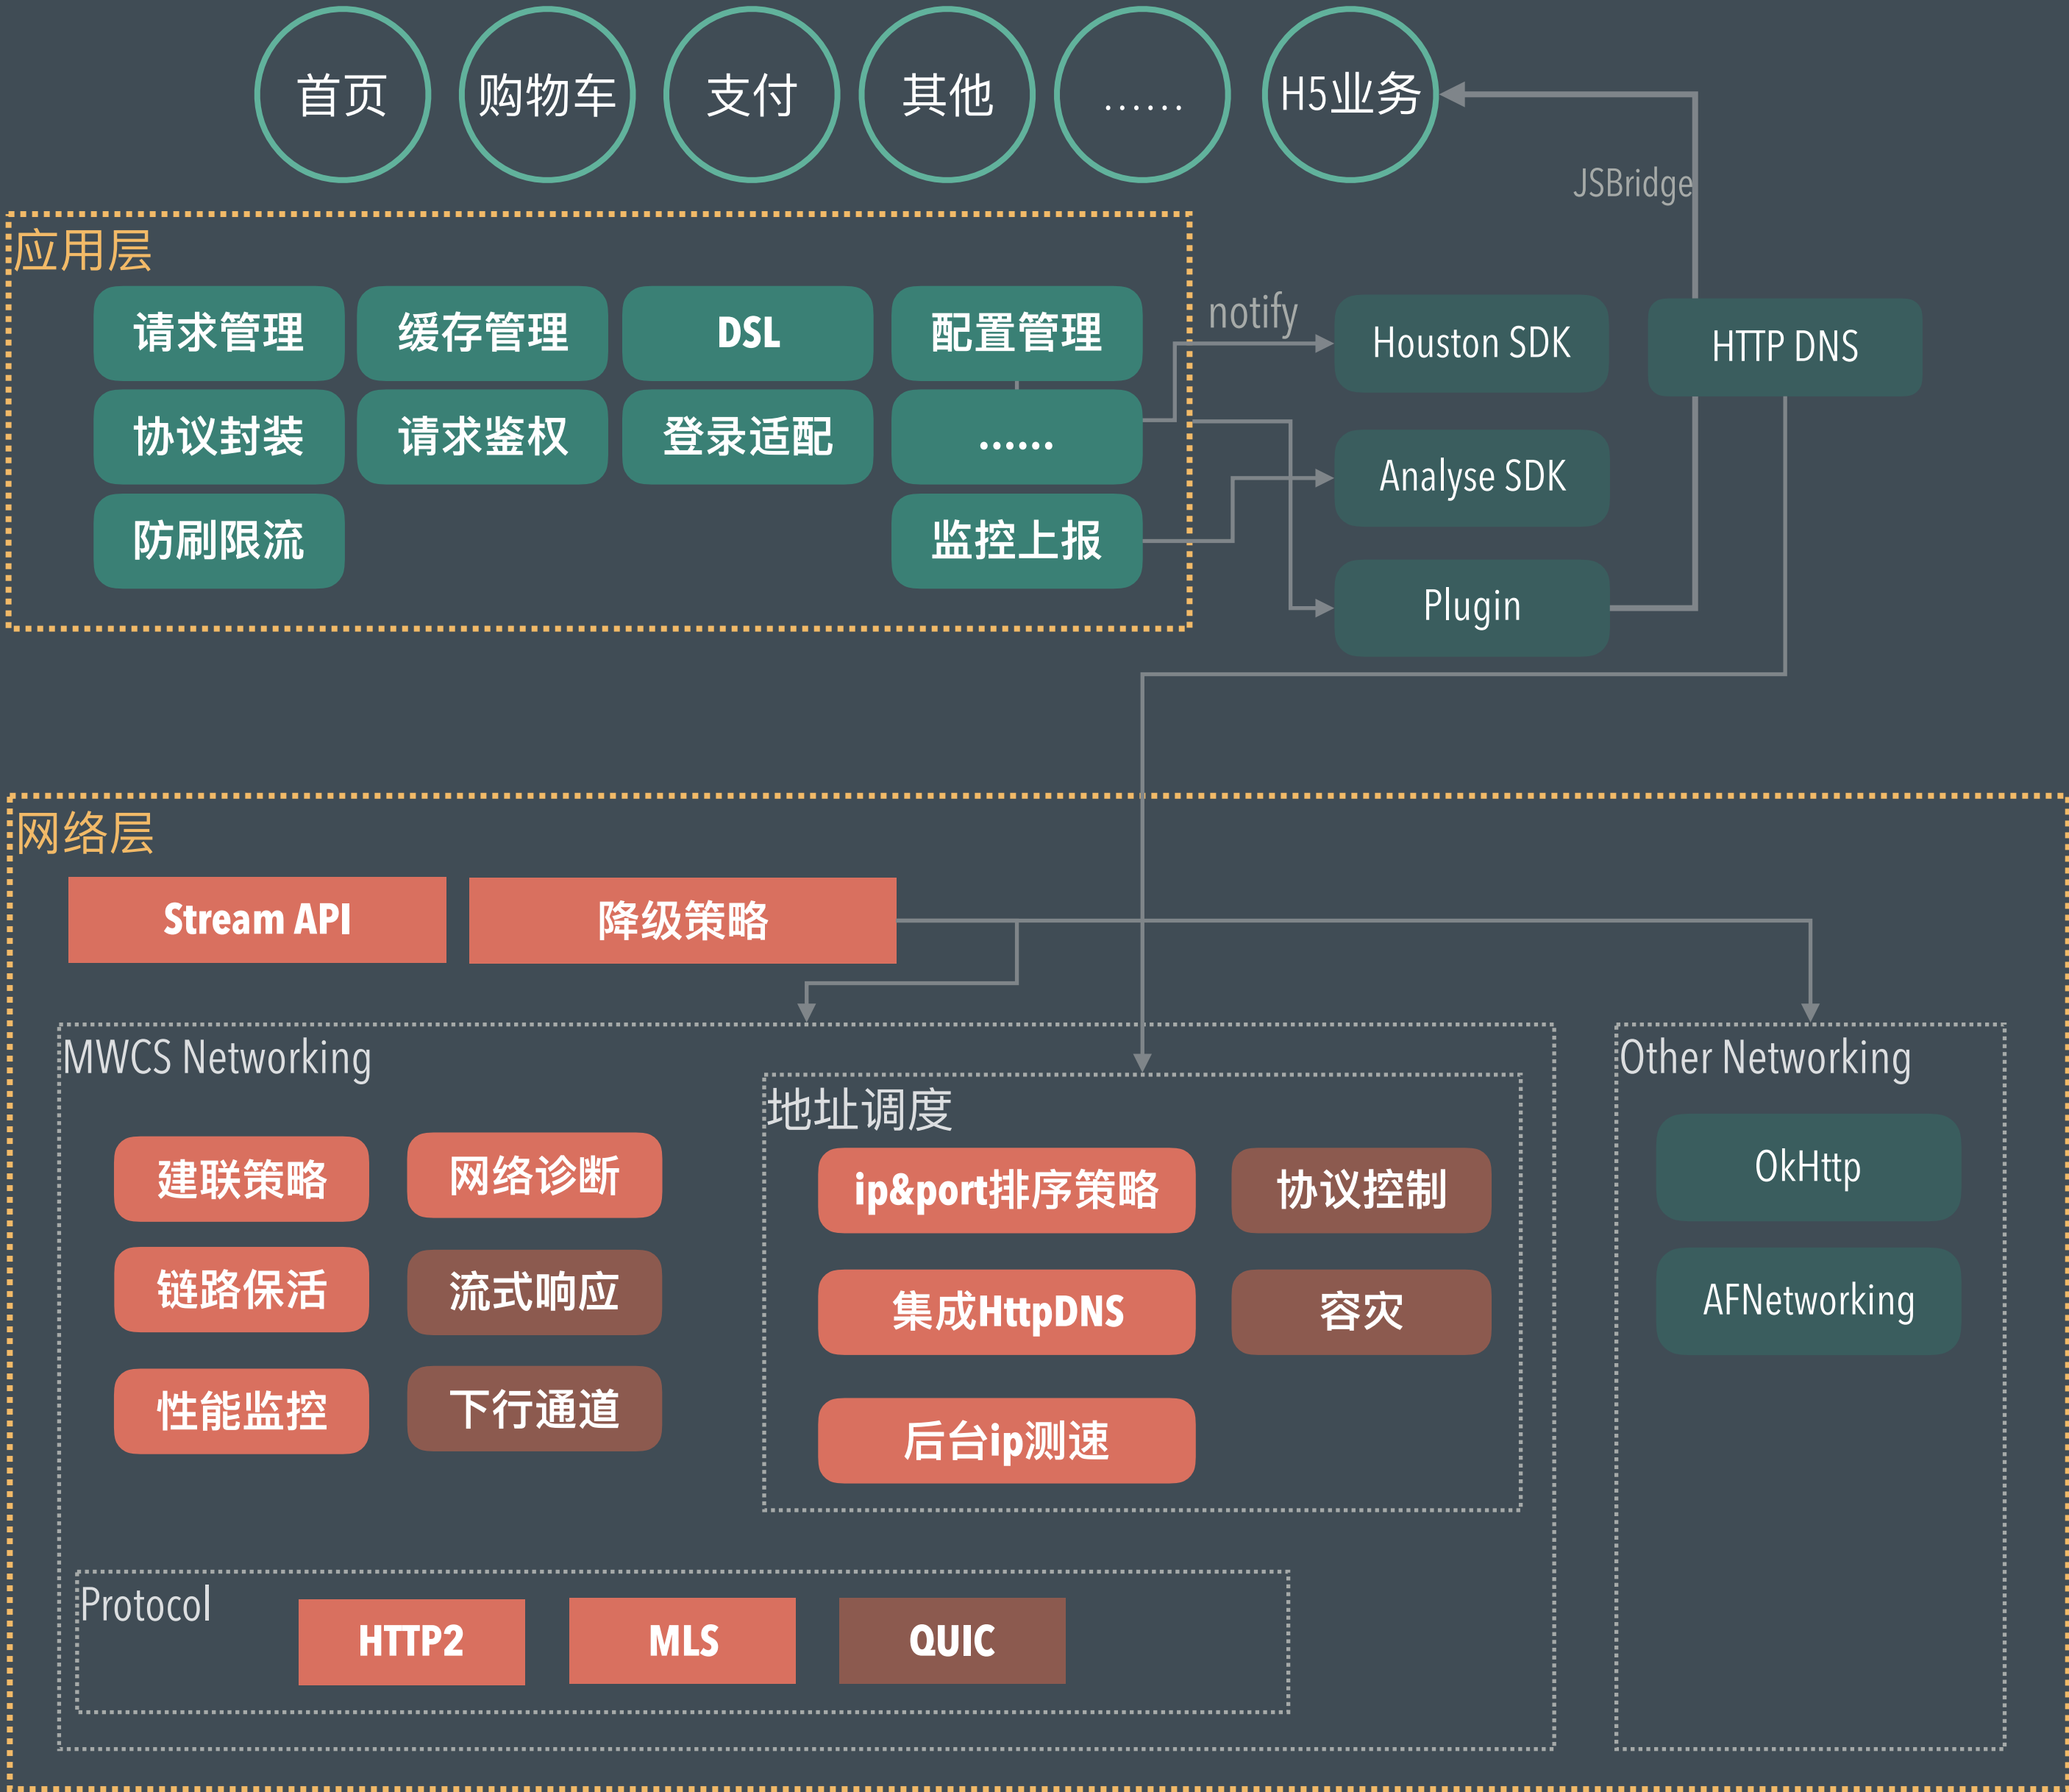 首页
购物车
支付
其他
……
H5业务
JSBridge
应用层
请求管理
缓存管理
DSL
配置管理
notify
Houston SDK
HTTP DNS
协议封装
请求鉴权
登录适配
……
Analyse SDK
防刷限流
监控上报
Plugin
网络层
Stream API
降级策略
MWCS Networking
Other Networking
地址调度
建联策略
网络诊断
ip&port排序策略
协议控制
OkHttp
链路保活
流式响应
集成HttpDNS
容灾
AFNetworking
性能监控
下行通道
后台ip测速
Protocol
HTTP2
MLS
QUIC